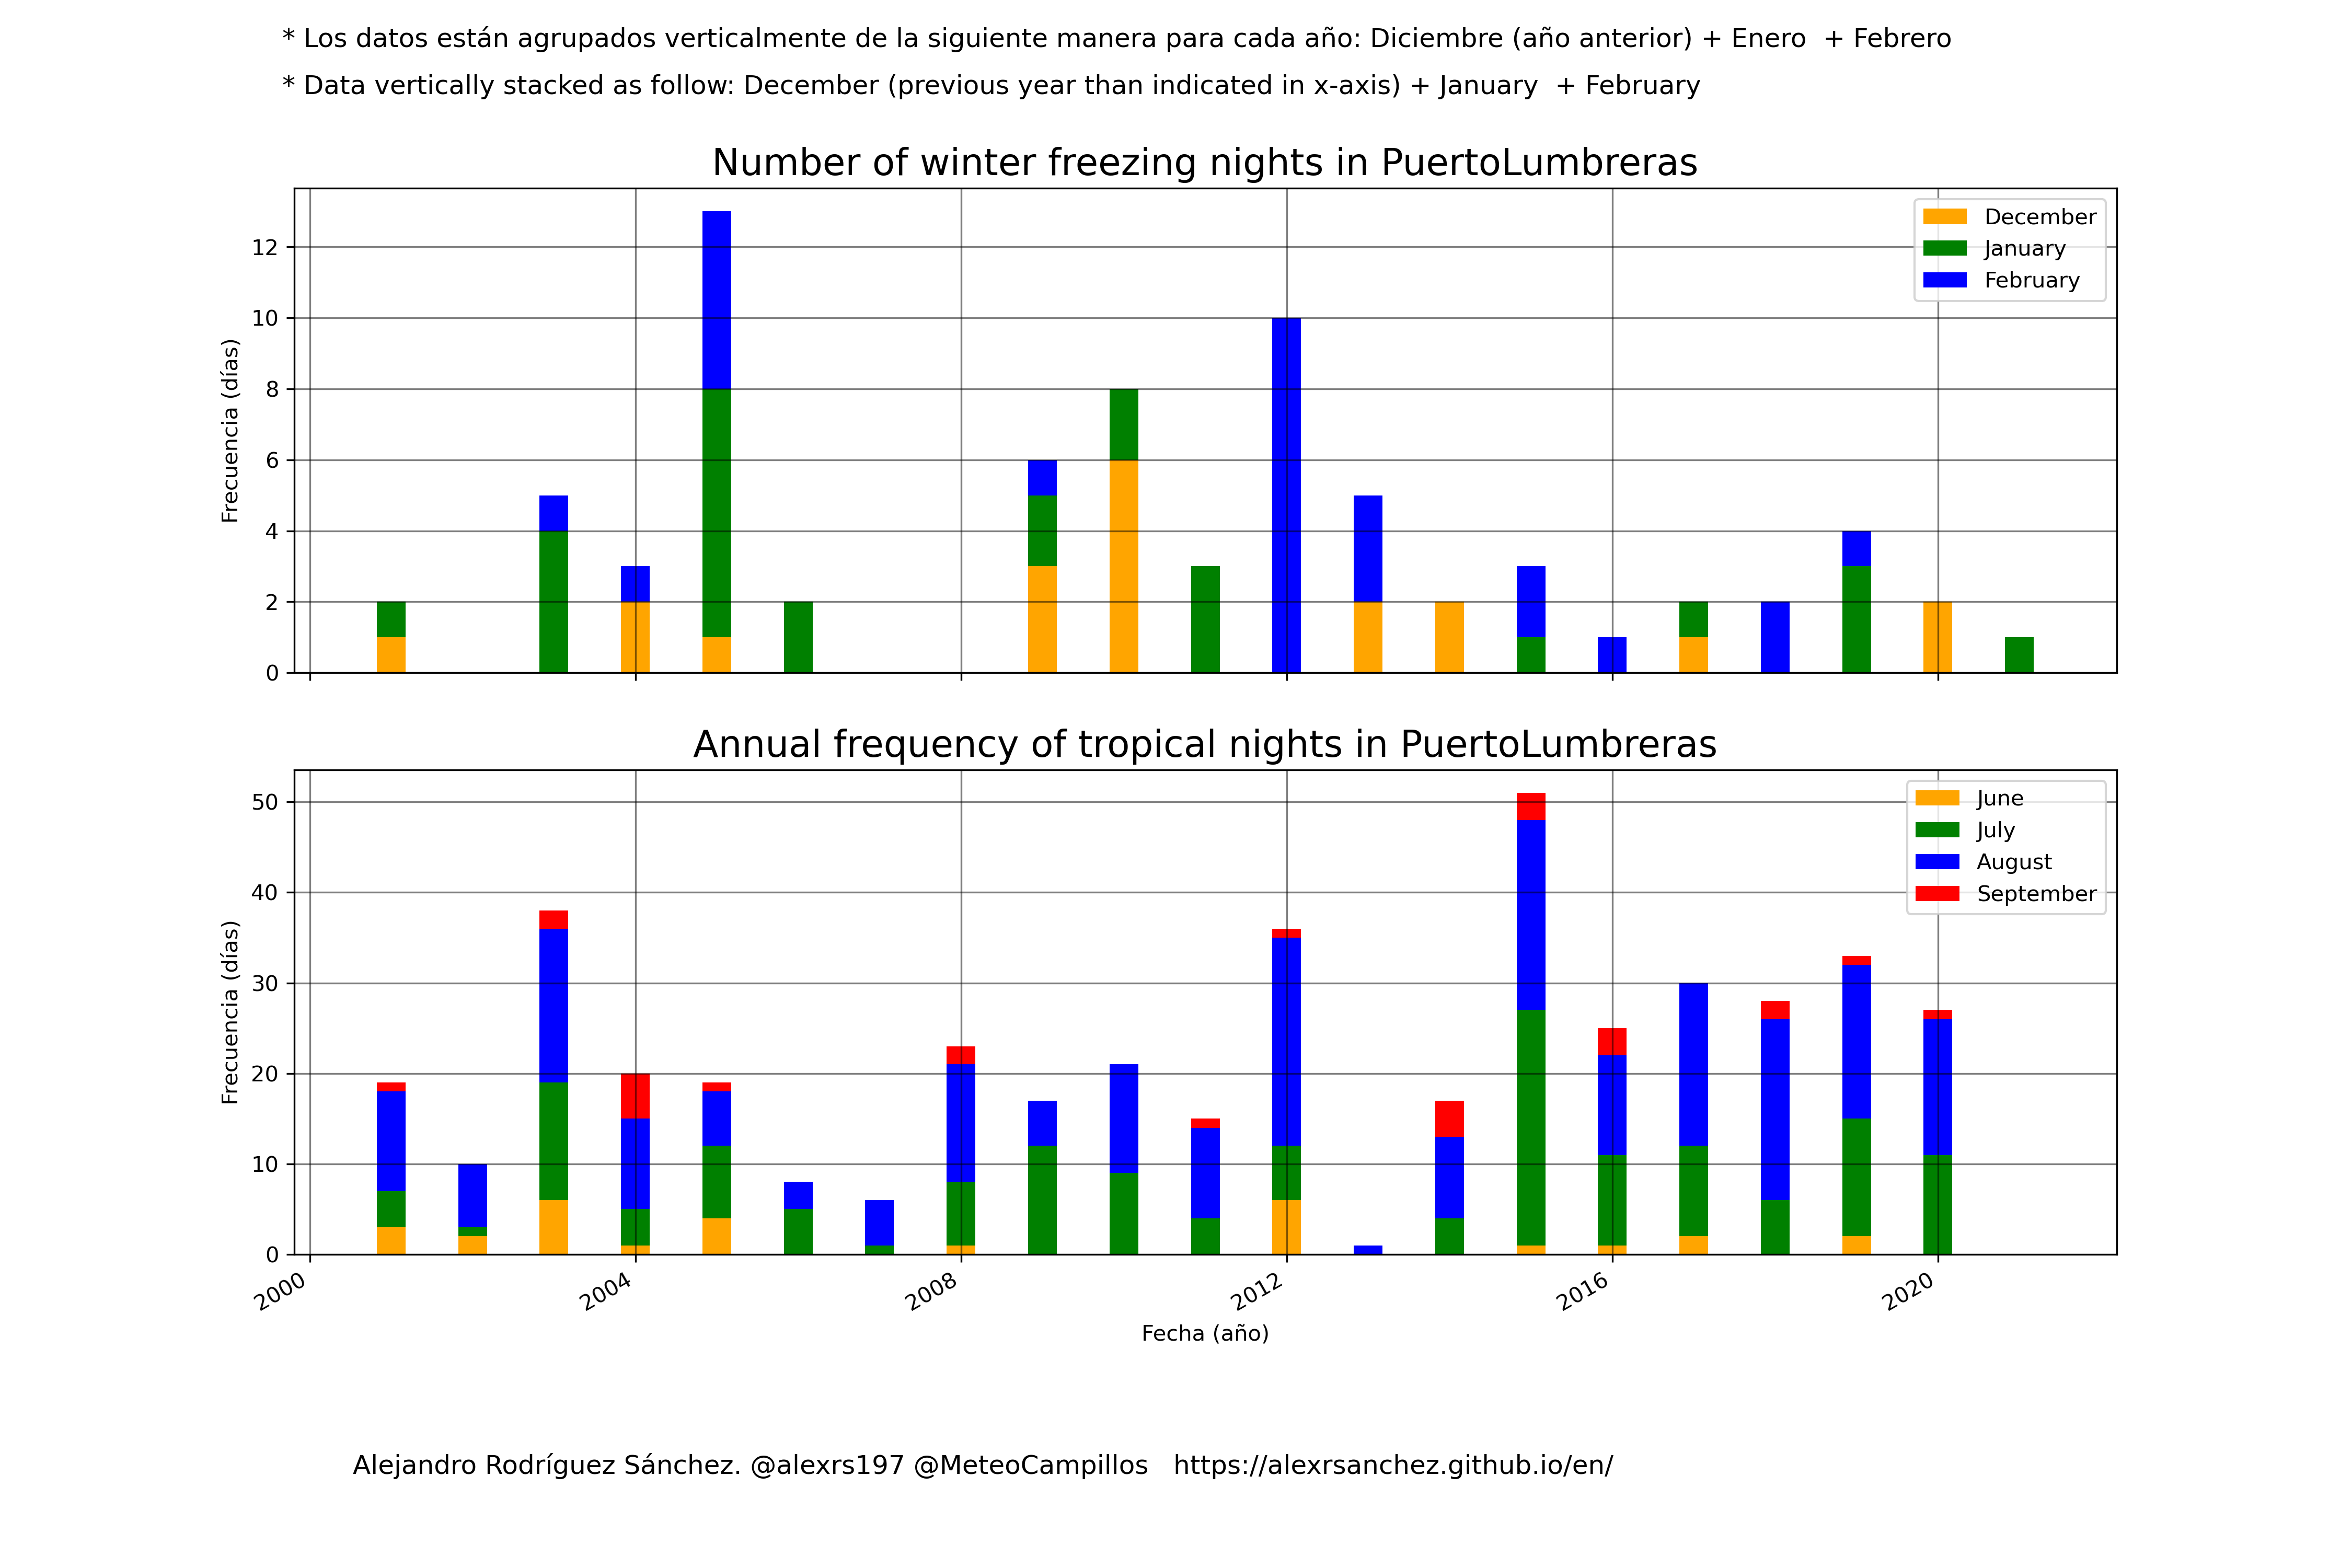 * Los datos están agrupados verticalmente de la siguiente manera para cada año: Diciembre (año anterior) + Enero  + Febrero
* Data vertically stacked as follow: December (previous year than indicated in x-axis) + January  + February
Number of winter freezing nights in PuertoLumbreras
Frecuencia (días)
12
10
8
6
4
2
0
December
January
February
Annual frequency of tropical nights in PuertoLumbreras
Frecuencia (días)
50
40
30
20
10
0
June
July
August
September
2000
2004
2008
2012
2016
2020
Fecha (año)
Alejandro Rodríguez Sánchez. @alexrs197 @MeteoCampillos   https://alexrsanchez.github.io/en/